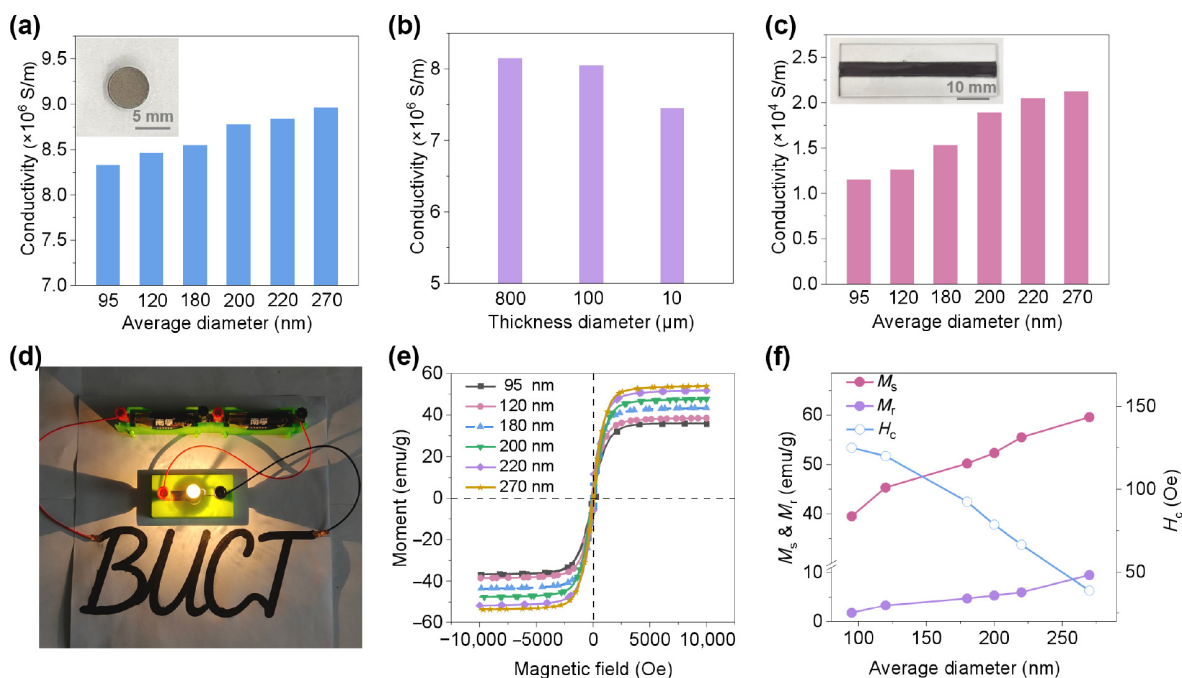 (a)
Conductivity (×10⁶ S/m)
9.5
9.0
8.5
8.0
7.5
7.0
5 mm
95 120 180 200 220 270
Average diameter (nm)
(b)
Conductivity (×10⁶ S/m)
8
7
6
5
800 100 10
Thickness diameter (μm)
(c)
Conductivity (×10⁴ S/m)
2.5
2.0
1.5
1.0
0.5
0.0
10 mm
95 120 180 200 220 270
Average diameter (nm)
(d)
南孚 南孚
BUCT
(e)
Moment (emu/g)
60
40
20
0
−20
−40
−60
95 nm
120 nm
180 nm
200 nm
220 nm
270 nm
−10,000 −5000 0 5000 10,000
Magnetic field (Oe)
(f)
Mₛ & Mᵣ (emu/g)
60
50
40
10
0
Mₛ
Mᵣ
H꜀
150
100
50
H꜀ (Oe)
100 150 200 250
Average diameter (nm)